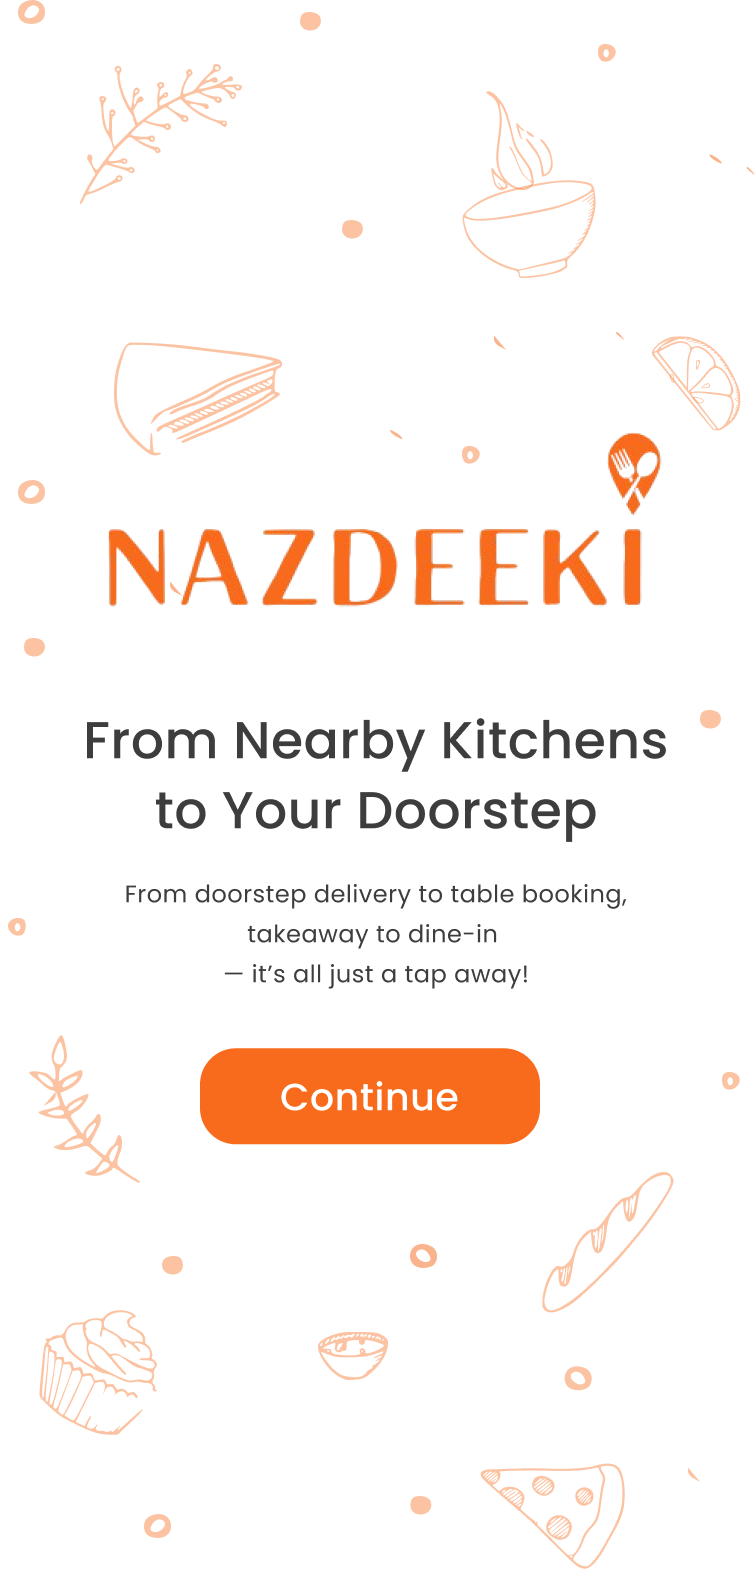 NAZDEEKI
From Nearby Kitchens
to Your Doorstep
From doorstep delivery to table booking,
takeaway to dine-in
— it’s all just a tap away!
Continue